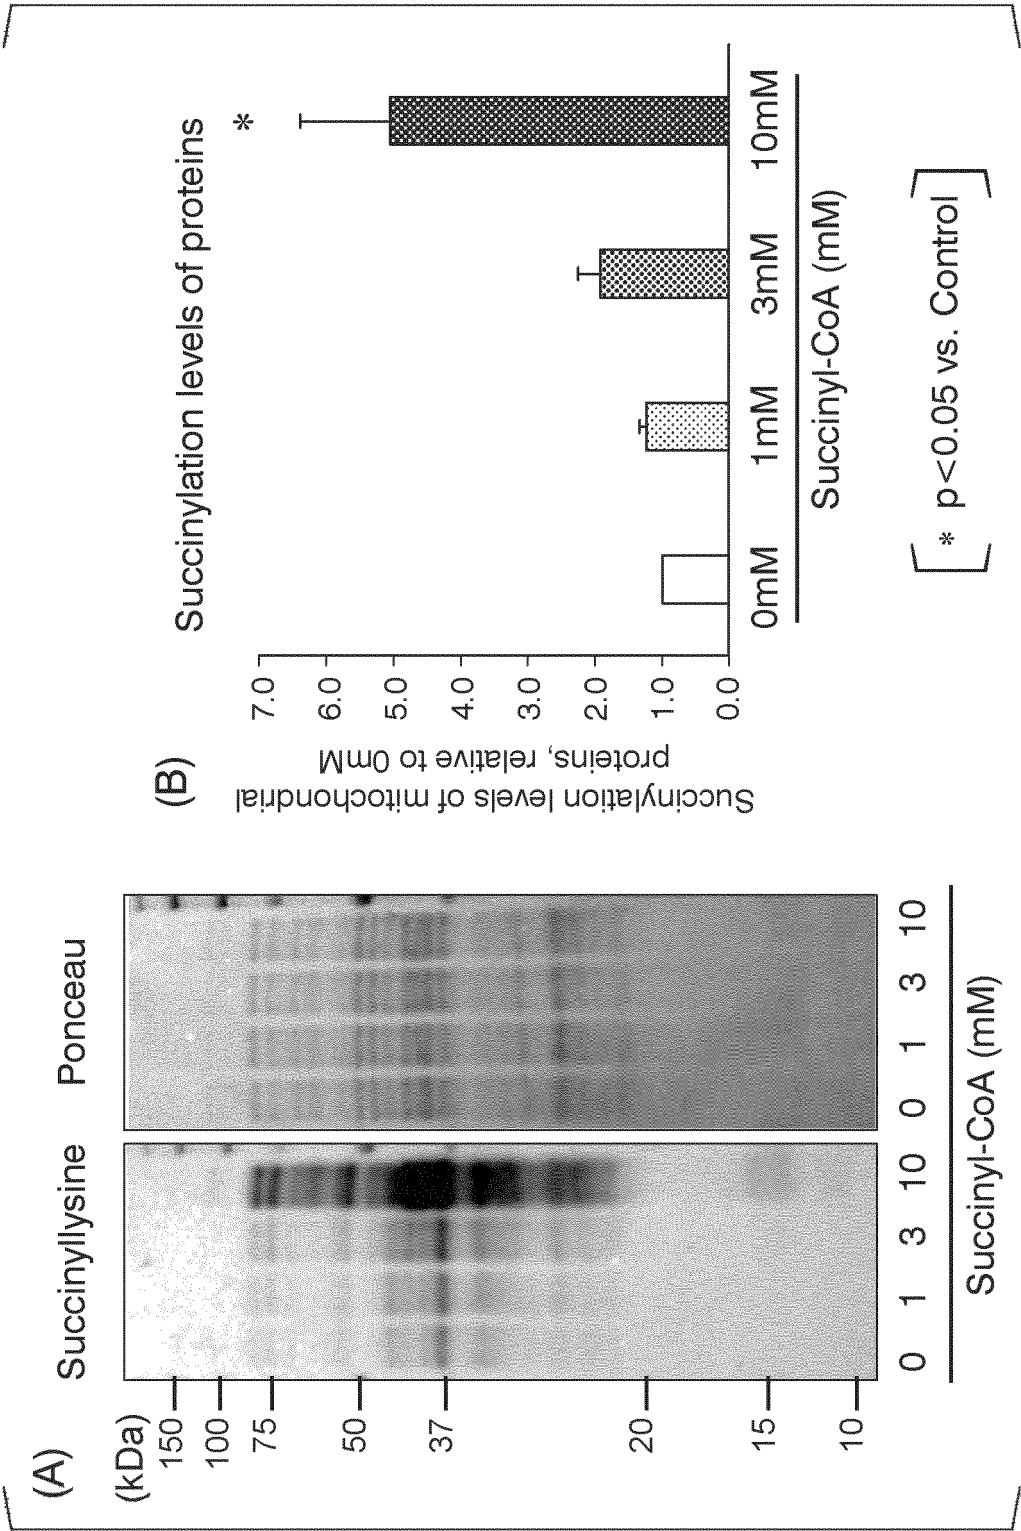 (A)
Succinyllysine Ponceau
(kDa)
150
100
75
50
37
20
15
10
0 1 3 10 0 1 3 10
Succinyl-CoA (mM)
(B)
Succinylation levels of proteins
Succinylation levels of mitochondrial
proteins, relative to 0mM
7.0
6.0
5.0
4.0
3.0
2.0
1.0
0.0
*
0mM 1mM 3mM 10mM
Succinyl-CoA (mM)
[ * p<0.05 vs. Control ]